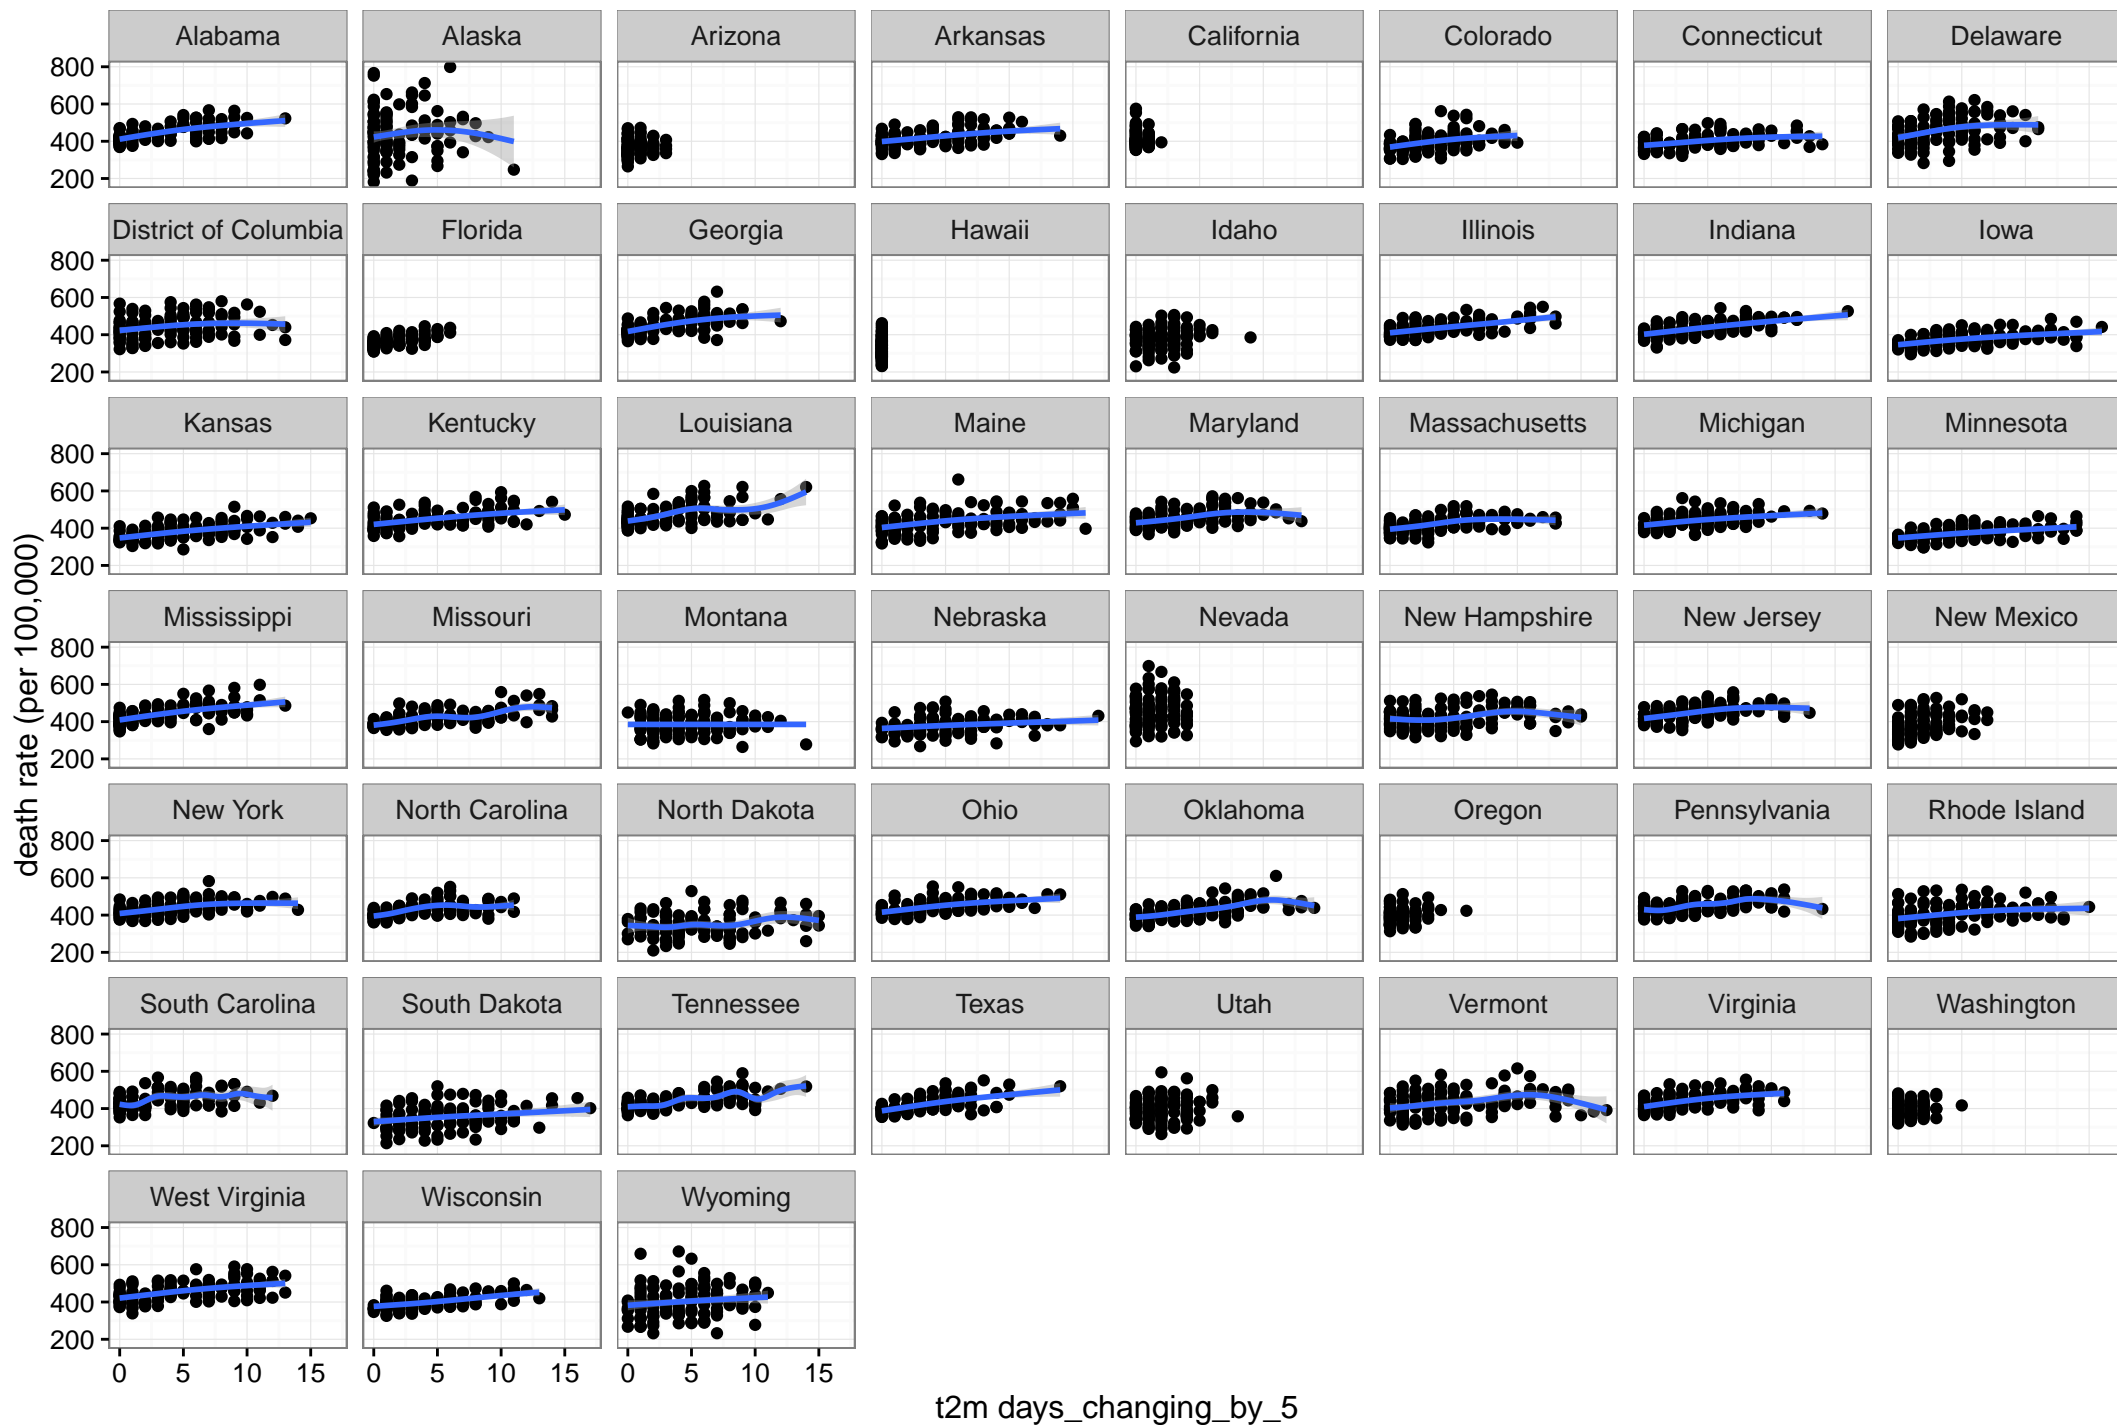 Alabama Alaska Arizona Arkansas California Colorado Connecticut Delaware
800
600
400
200
District of Columbia Florida Georgia Hawaii Idaho Illinois Indiana Iowa
800
600
400
200
Kansas Kentucky Louisiana Maine Maryland Massachusetts Michigan Minnesota
800
600
400
200
Mississippi Missouri Montana Nebraska Nevada New Hampshire New Jersey New Mexico
800
600
400
200
New York North Carolina North Dakota Ohio Oklahoma Oregon Pennsylvania Rhode Island
800
600
400
200
South Carolina South Dakota Tennessee Texas Utah Vermont Virginia Washington
800
600
400
200
West Virginia Wisconsin Wyoming
800
600
400
200
0 5 10 15 0 5 10 15 0 5 10 15
death rate (per 100,000)
t2m days_changing_by_5